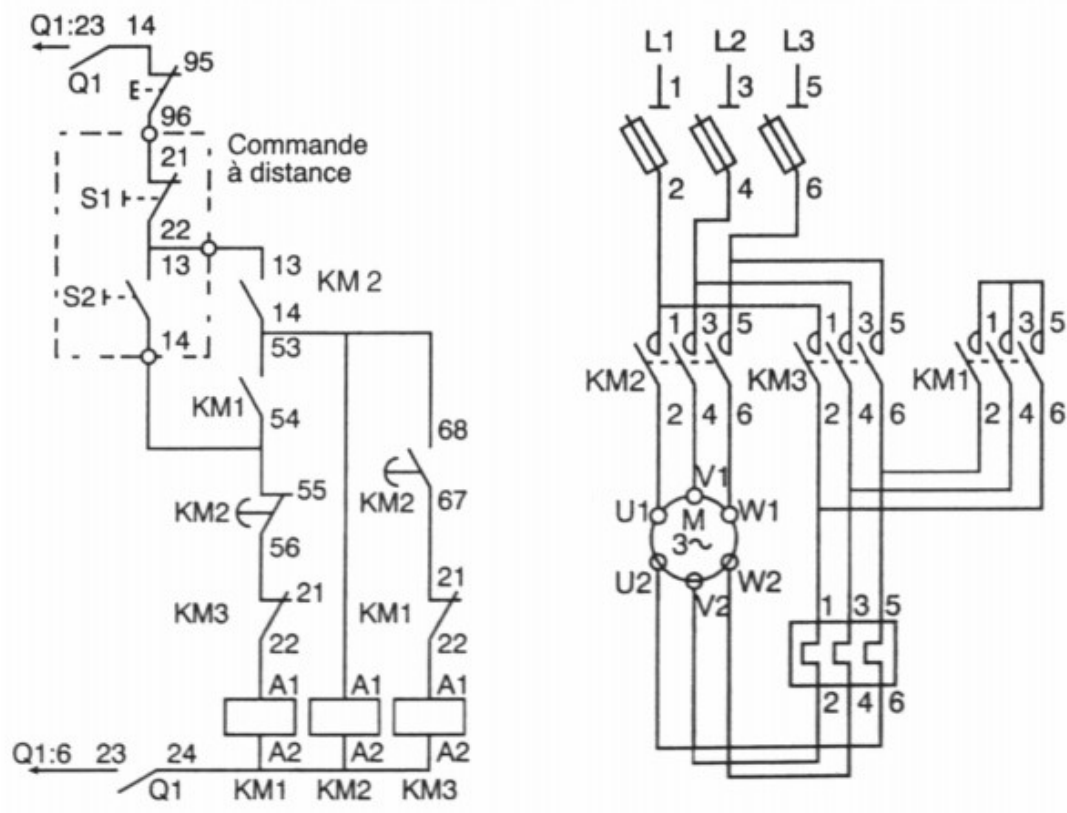 Q1:23 14
Q1
95
E
96
Commande
à distance
21
S1
22
13
13
KM 2
S2
14
14
53
KM1
54
68
KM2
55
KM2
67
56
21
21
KM3
KM1
22
22
A1
A1
A1
Q1:6 23 24
A2
A2
A2
Q1
KM1
KM2
KM3
L1 L2 L3
1
3
5
2
4
6
1
3
5
1
3
5
1
3
5
KM2
KM3
KM1
2
4
6
2
4
6
2
4
6
V1
U1
M
W1
3~
U2
V2
W2
1
3
5
2
4
6